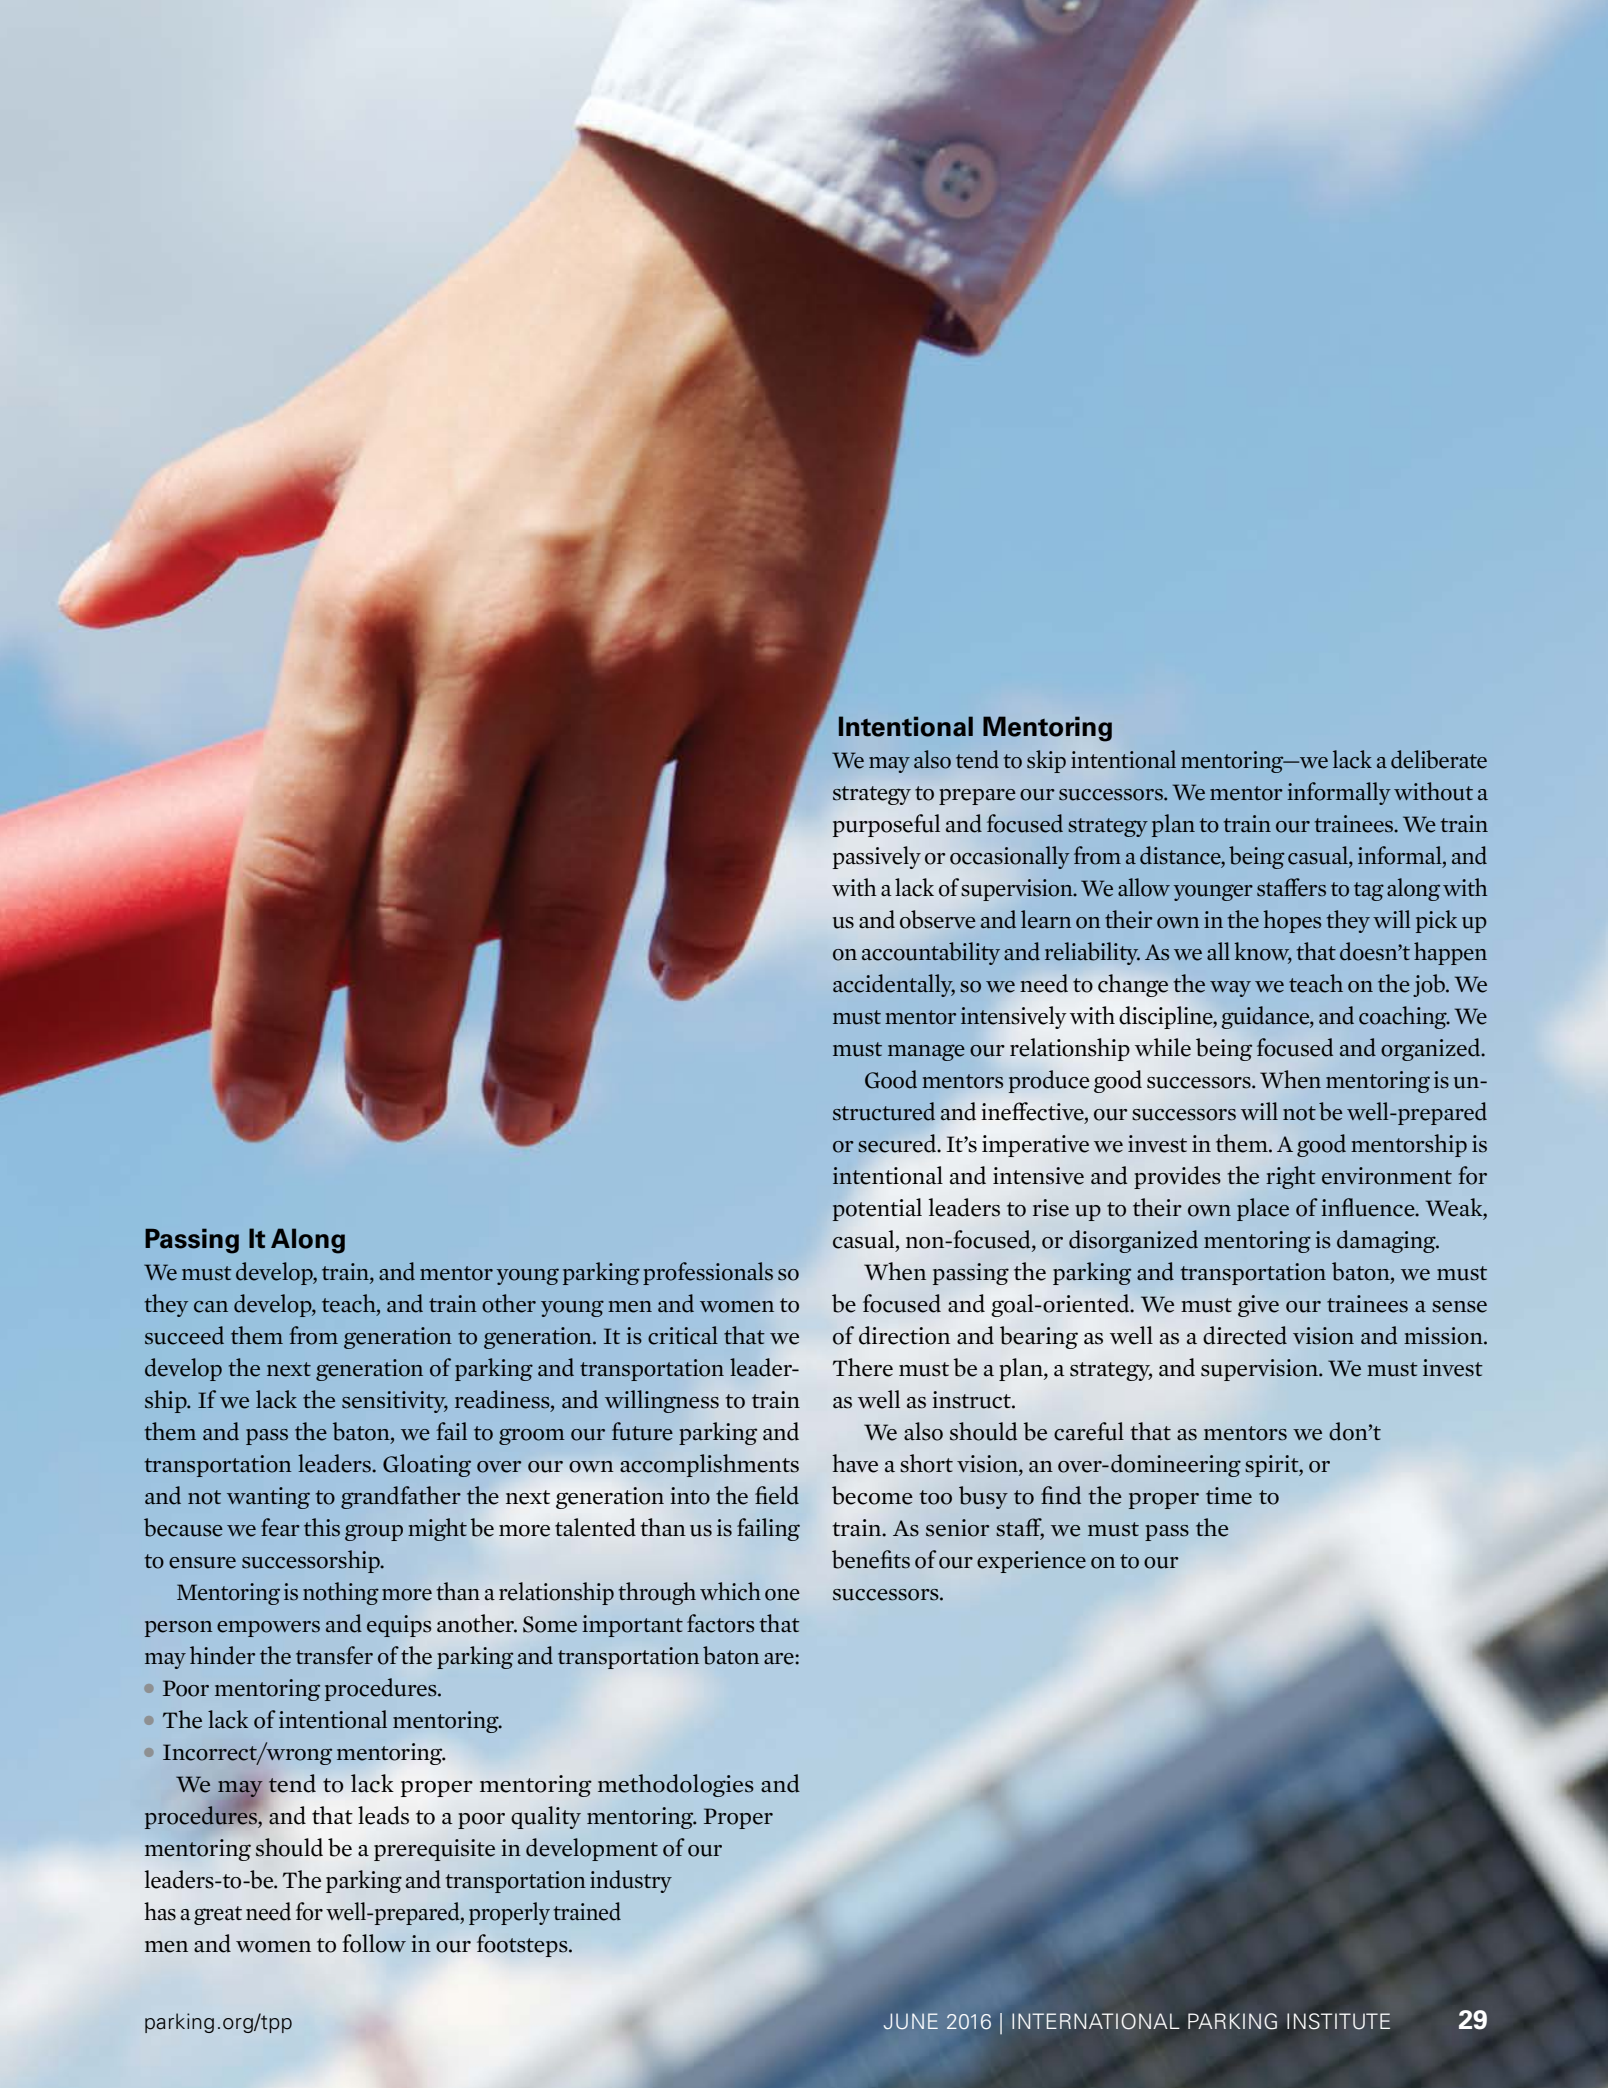 Passing It Along
We must develop, train, and mentor young parking professionals so
they can develop, teach, and train other young men and women to
succeed them from generation to generation. It is critical that we
develop the next generation of parking and transportation leader-
ship. If we lack the sensitivity, readiness, and willingness to train
them and pass the baton, we fail to groom our future parking and
transportation leaders. Gloating over our own accomplishments
and not wanting to grandfather the next generation into the field
because we fear this group might be more talented than us is failing
to ensure successorship.
Mentoring is nothing more than a relationship through which one
person empowers and equips another. Some important factors that
may hinder the transfer of the parking and transportation baton are:
● Poor mentoring procedures.
● The lack of intentional mentoring.
● Incorrect/wrong mentoring.
We may tend to lack proper mentoring methodologies and
procedures, and that leads to a poor quality mentoring. Proper
mentoring should be a prerequisite in development of our
leaders-to-be. The parking and transportation industry
has a great need for well-prepared, properly trained
men and women to follow in our footsteps.
Intentional Mentoring
We may also tend to skip intentional mentoring—we lack a deliberate
strategy to prepare our successors. We mentor informally without a
purposeful and focused strategy plan to train our trainees. We train
passively or occasionally from a distance, being casual, informal, and
with a lack of supervision. We allow younger staffers to tag along with
us and observe and learn on their own in the hopes they will pick up
on accountability and reliability. As we all know, that doesn’t happen
accidentally, so we need to change the way we teach on the job. We
must mentor intensively with discipline, guidance, and coaching. We
must manage our relationship while being focused and organized.
Good mentors produce good successors. When mentoring is un-
structured and ineffective, our successors will not be well-prepared
or secured. It’s imperative we invest in them. A good mentorship is
intentional and intensive and provides the right environment for
potential leaders to rise up to their own place of influence. Weak,
casual, non-focused, or disorganized mentoring is damaging.
When passing the parking and transportation baton, we must
be focused and goal-oriented. We must give our trainees a sense
of direction and bearing as well as a directed vision and mission.
There must be a plan, a strategy, and supervision. We must invest
as well as instruct.
We also should be careful that as mentors we don’t
have a short vision, an over-domineering spirit, or
become too busy to find the proper time to
train. As senior staff, we must pass the
benefits of our experience on to our
successors.
parking.org/tpp
JUNE 2016 | INTERNATIONAL PARKING INSTITUTE 29